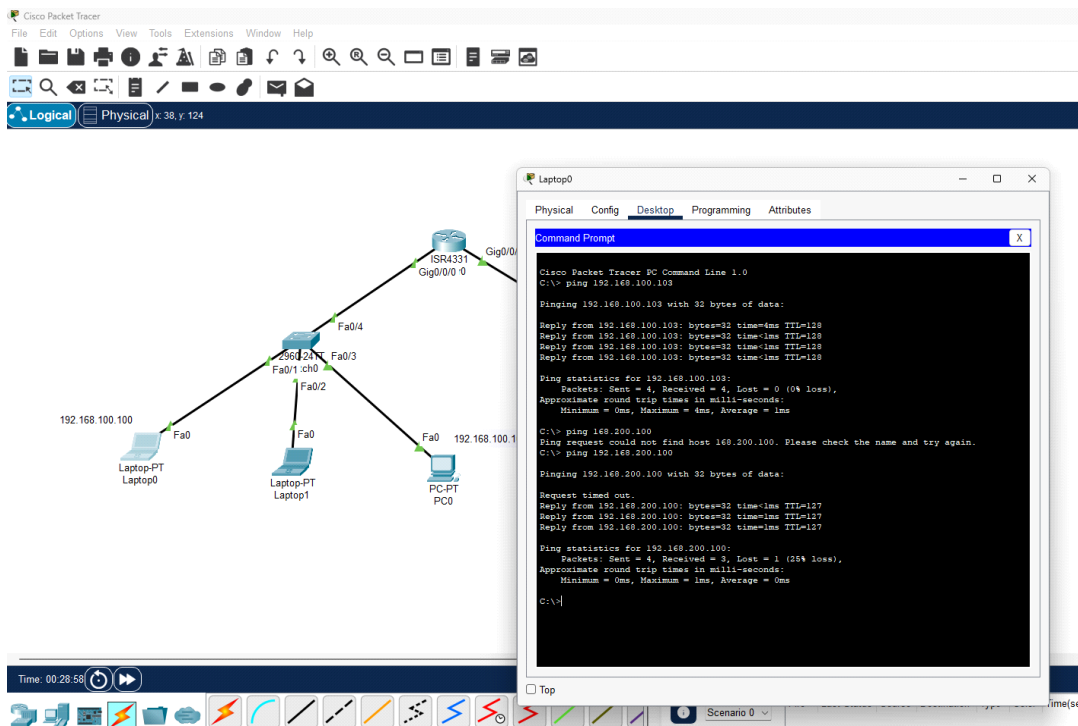 Cisco Packet Tracer
File Edit Options View Tools Extensions Window Help
Logical Physical x: 38, y: 124
Laptop0
Physical Config Desktop Programming Attributes
Command Prompt X
Cisco Packet Tracer PC Command Line 1.0
C:\> ping 192.168.100.103
Pinging 192.168.100.103 with 32 bytes of data:
Reply from 192.168.100.103: bytes=32 time=4ms TTL=128
Reply from 192.168.100.103: bytes=32 time<1ms TTL=128
Reply from 192.168.100.103: bytes=32 time<1ms TTL=128
Reply from 192.168.100.103: bytes=32 time<1ms TTL=128
Ping statistics for 192.168.100.103:
Packets: Sent = 4, Received = 4, Lost = 0 (0% loss),
Approximate round trip times in milli-seconds:
Minimum = 0ms, Maximum = 4ms, Average = 1ms
C:\> ping 168.200.100
Ping request could not find host 168.200.100. Please check the name and try again.
C:\> ping 192.168.200.100
Pinging 192.168.200.100 with 32 bytes of data:
Request timed out.
Reply from 192.168.200.100: bytes=32 time<1ms TTL=127
Reply from 192.168.200.100: bytes=32 time=1ms TTL=127
Reply from 192.168.200.100: bytes=32 time<1ms TTL=127
Ping statistics for 192.168.200.100:
Packets: Sent = 4, Received = 3, Lost = 1 (25% loss),
Approximate round trip times in milli-seconds:
Minimum = 0ms, Maximum = 1ms, Average = 0ms
C:\>
Top
Gig0/0/
ISR4331
Gig0/0/0
Fa0/4
2960-24TT
Fa0/3
Fa0/1
Fa0/2
192.168.100.100
Fa0
Laptop-PT
Laptop0
Fa0
Laptop-PT
Laptop1
Fa0
192.168.100.1
PC-PT
PC0
Time: 00:28:58
Scenario 0